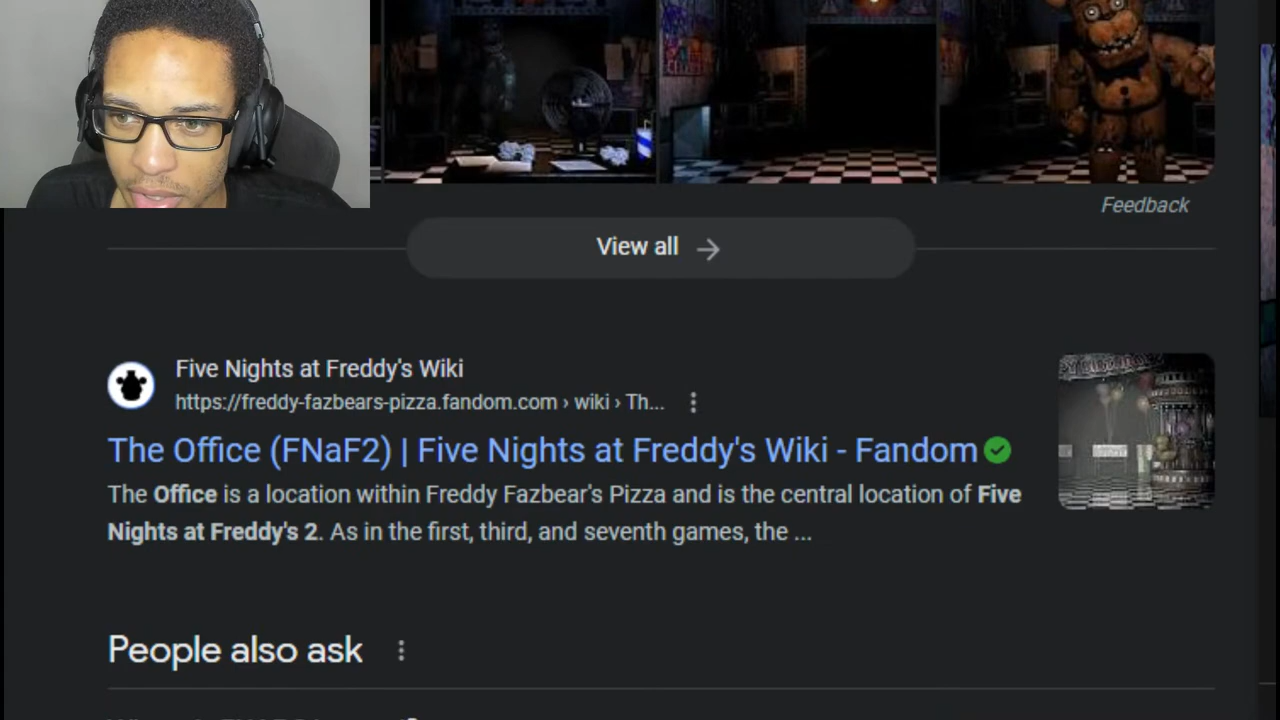 Feedback
View all
Five Nights at Freddy's Wiki
https://freddy-fazbears-pizza.fandom.com › wiki › Th...
The Office (FNaF2) | Five Nights at Freddy's Wiki - Fandom
The Office is a location within Freddy Fazbear's Pizza and is the central location of Five
Nights at Freddy's 2. As in the first, third, and seventh games, the ...
People also ask